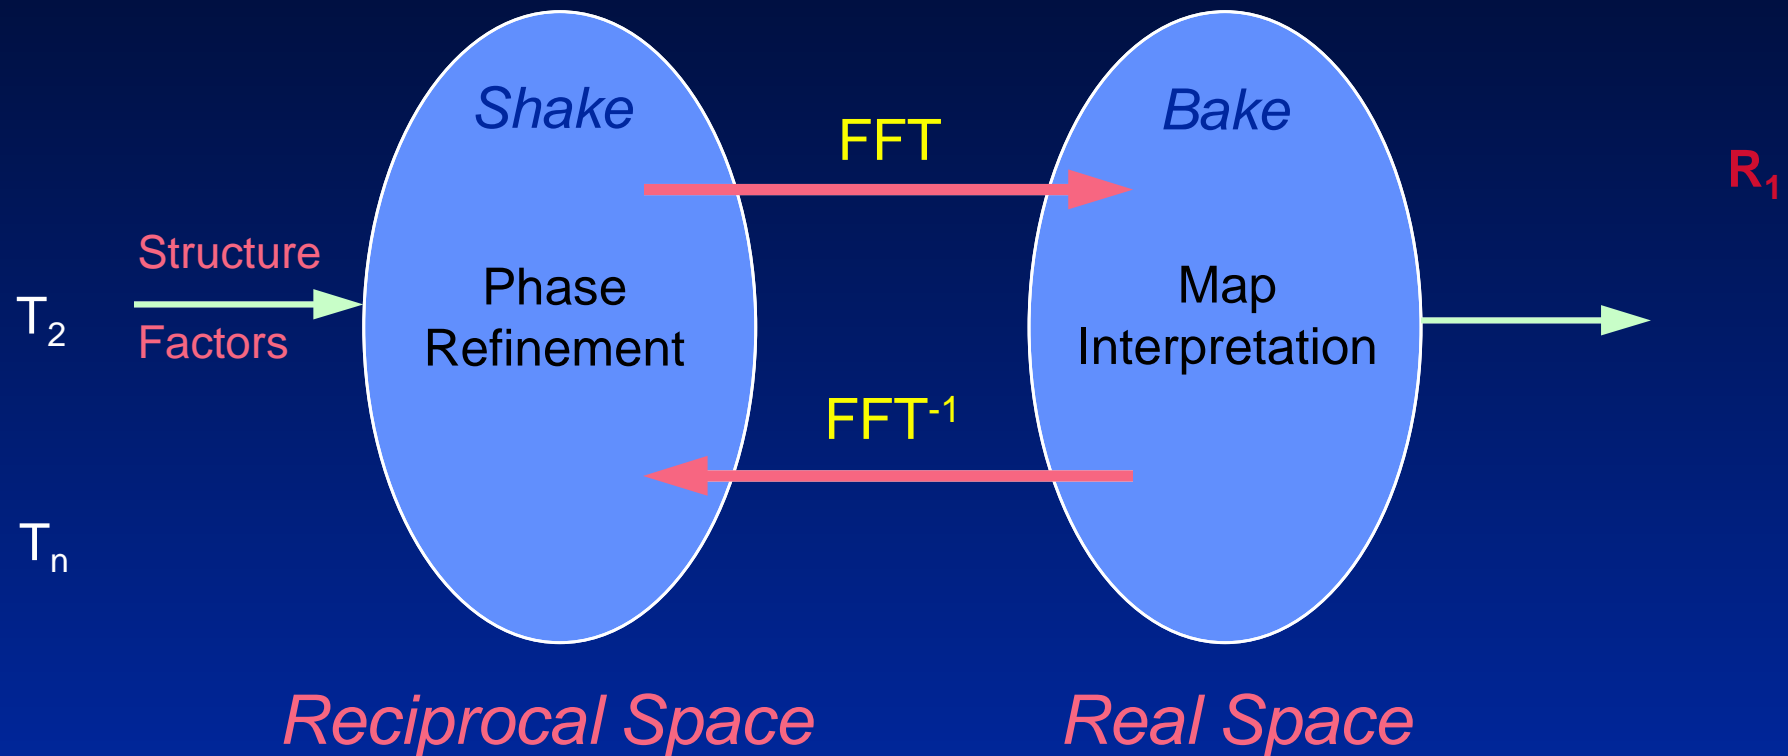 Shake
Bake
FFT
R₁
Structure
Factors
T₂
Phase
Refinement
Map
Interpretation
FFT⁻¹
Tₙ
Reciprocal Space
Real Space